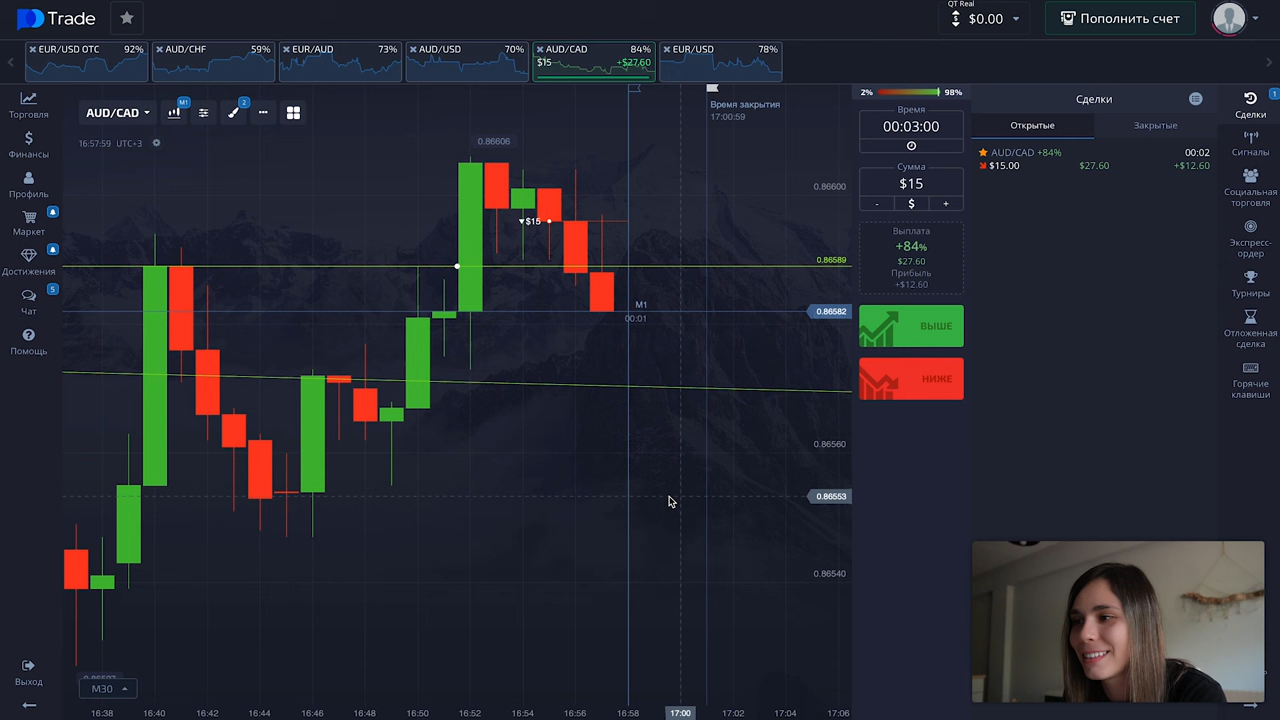 Trade
QT Real
$0.00
Пополнить счет
EUR/USD OTC 92%
AUD/CHF 59%
EUR/AUD 73%
AUD/USD 70%
AUD/CAD 84%
$15 +$27.60
EUR/USD 78%
Торговля
Финансы
Профиль
Маркет
Достижения
5
Чат
Помощь
Выход
AUD/CAD
M1
2
16:57:59 UTC+3
Время закрытия
17:00:59
0.86606
0.86600
$15
0.86589
M1
00:01
0.86582
0.86560
0.86553
0.86540
M30
16:38 16:40 16:42 16:44 16:46 16:48 16:50 16:52 16:54 16:56 16:58 17:00 17:02 17:04 17:06
2% 98%
Время
00:03:00
Сумма
$15
- $ +
Выплата
+84%
$27.60
Прибыль
+$12.60
ВЫШЕ
НИЖЕ
Сделки
Открытые Закрытые
AUD/CAD +84% 00:02
$15.00 $27.60 +$12.60
1
Сделки
Сигналы
Социальная
торговля
Экспресс-
ордер
Турниры
Отложенная
сделка
Горячие
клавиши